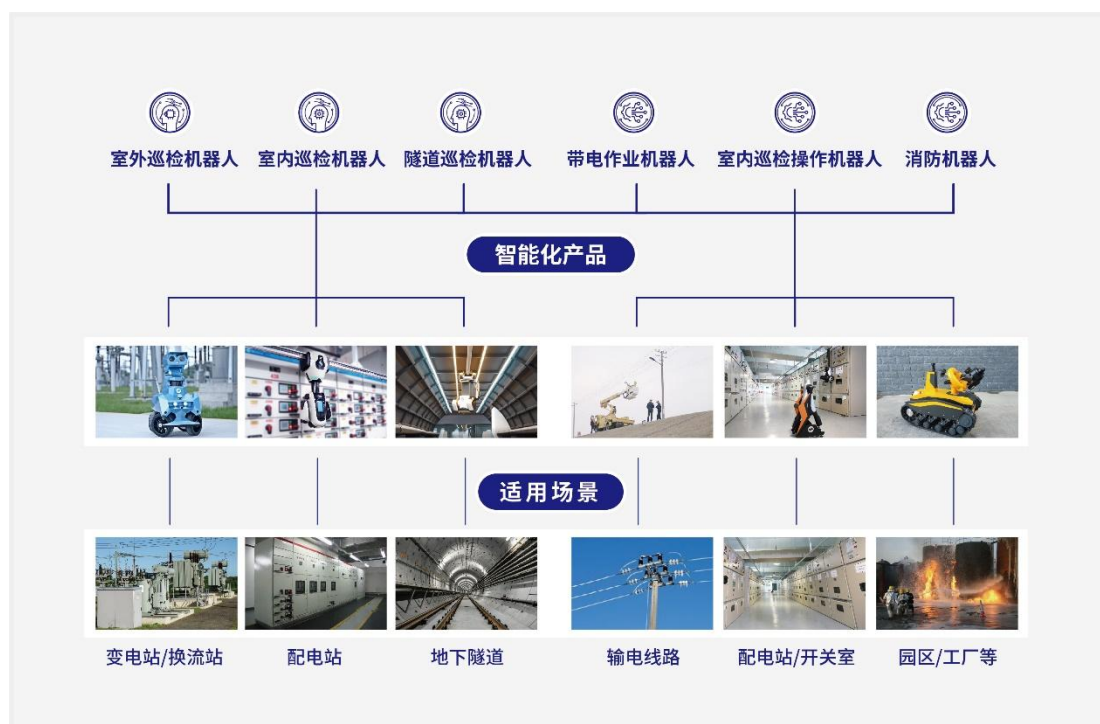 室外巡检机器人
室内巡检机器人
隧道巡检机器人
带电作业机器人
室内巡检操作机器人
消防机器人
智能化产品
适用场景
变电站/换流站
配电站
地下隧道
输电线路
配电站/开关室
园区/工厂等